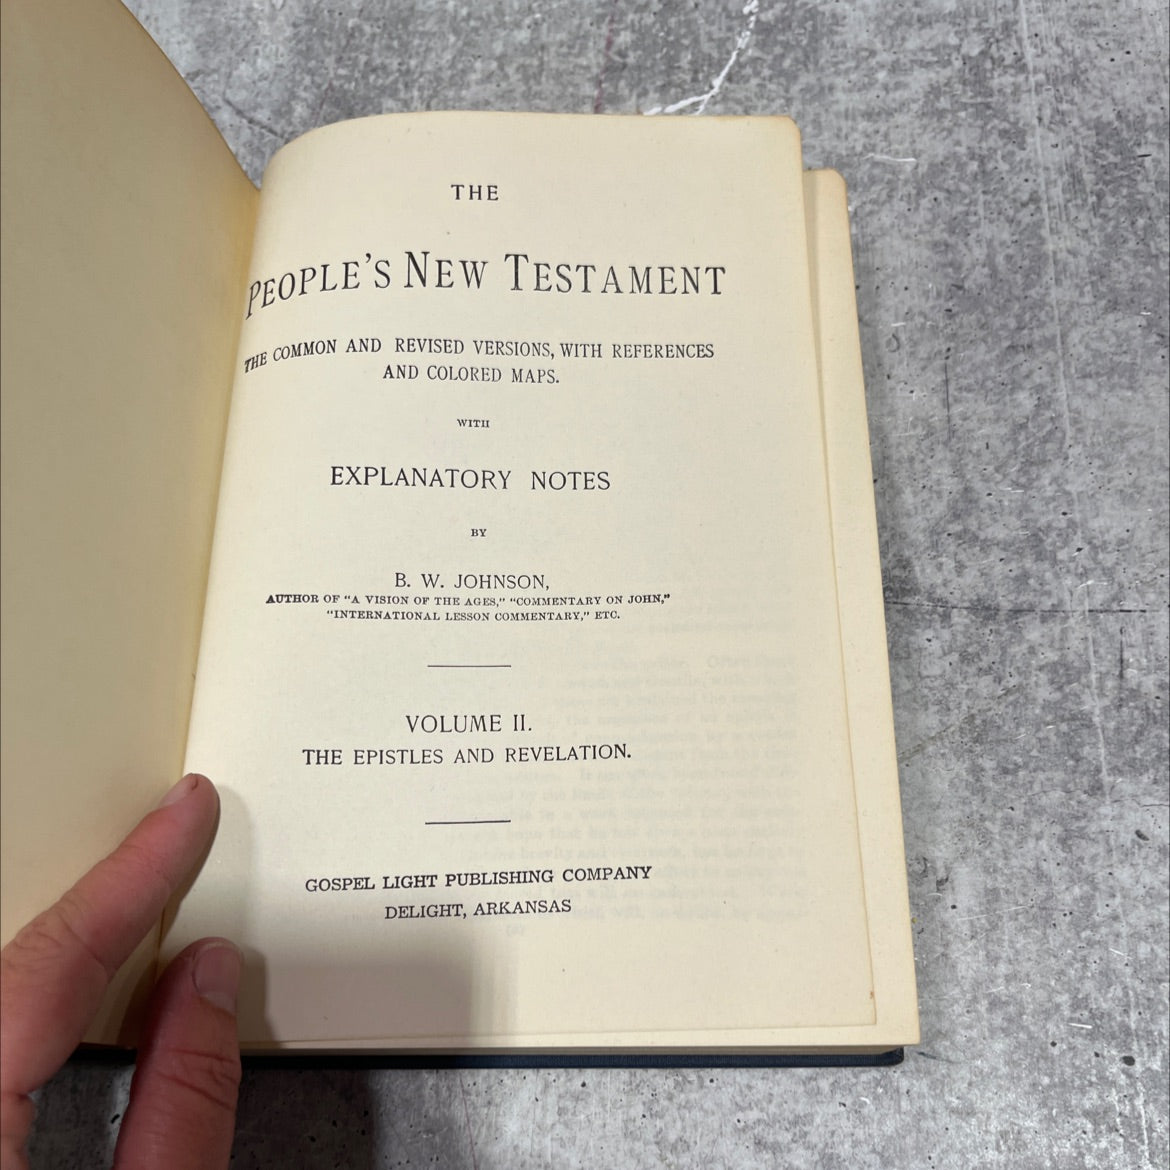 THE
PEOPLE'S NEW TESTAMENT
THE COMMON AND REVISED VERSIONS, WITH REFERENCES
AND COLORED MAPS.
WITH
EXPLANATORY NOTES
BY
B. W. JOHNSON,
AUTHOR OF "A VISION OF THE AGES," "COMMENTARY ON JOHN,"
"INTERNATIONAL LESSON COMMENTARY," ETC.
VOLUME II.
THE EPISTLES AND REVELATION.
GOSPEL LIGHT PUBLISHING COMPANY
DELIGHT, ARKANSAS